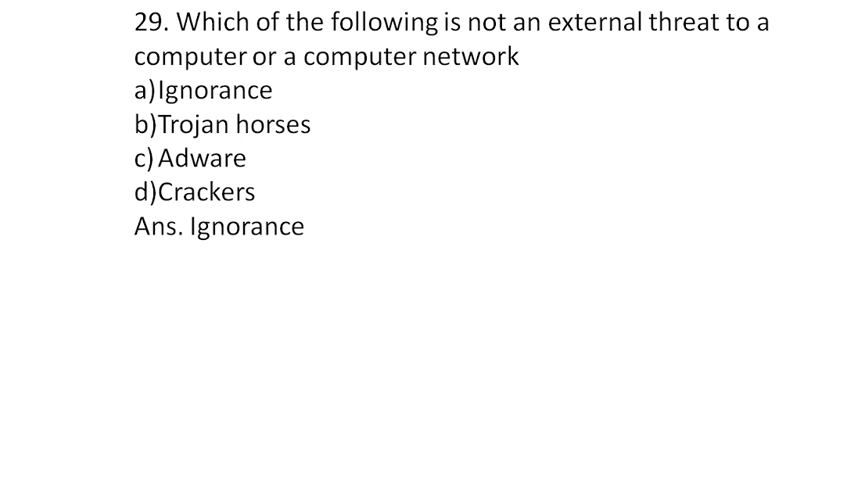 29. Which of the following is not an external threat to a
computer or a computer network
a)Ignorance
b)Trojan horses
c) Adware
d)Crackers
Ans. Ignorance